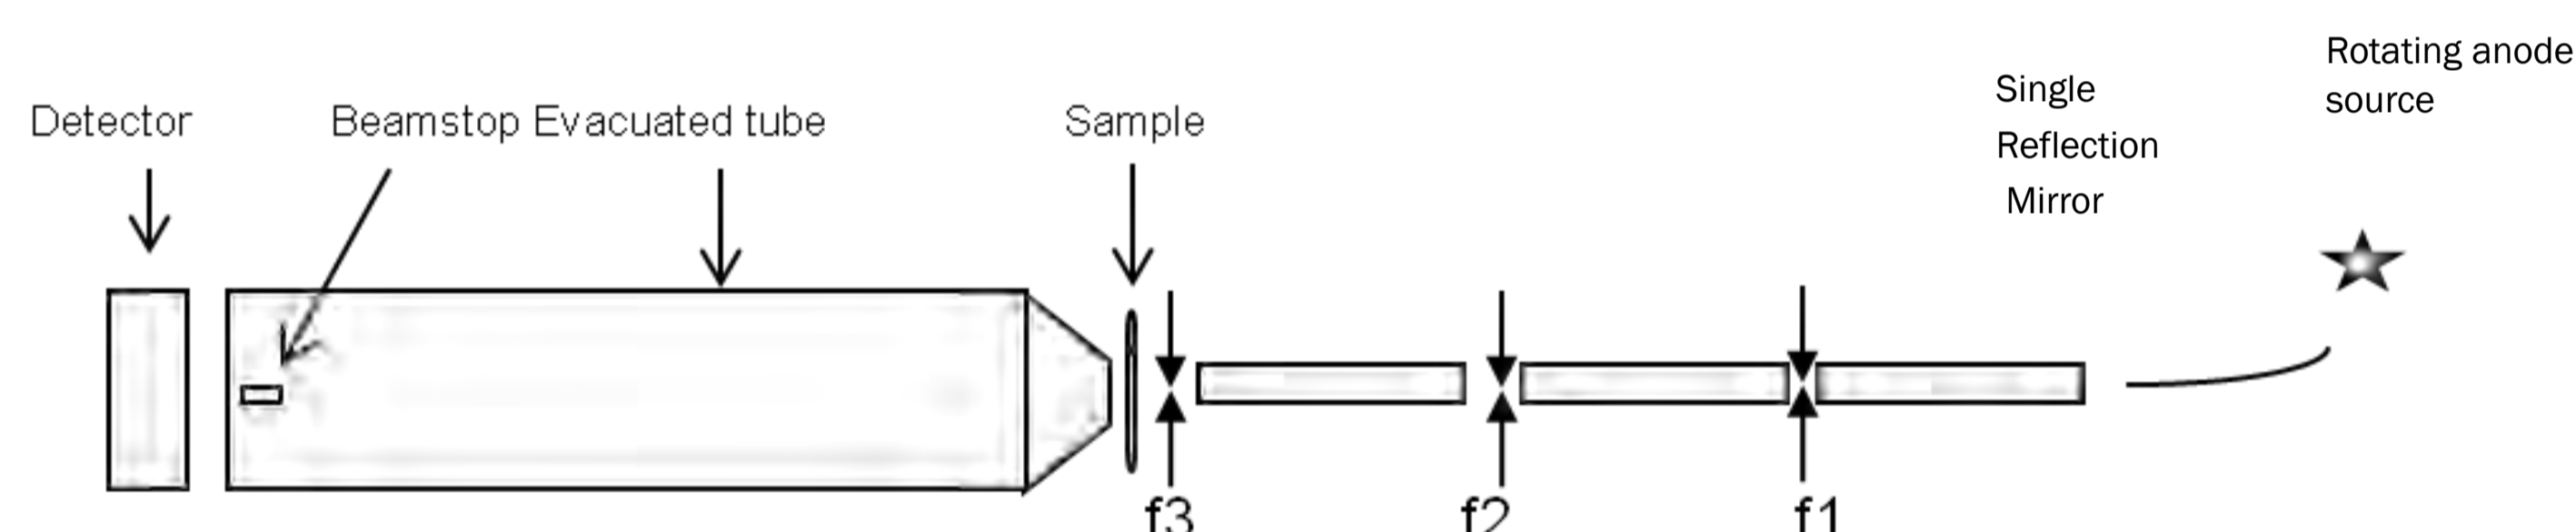 Detector
Beamstop
Evacuated tube
Sample
Single
Reflection
Mirror
Rotating anode
source
f3
f2
f1